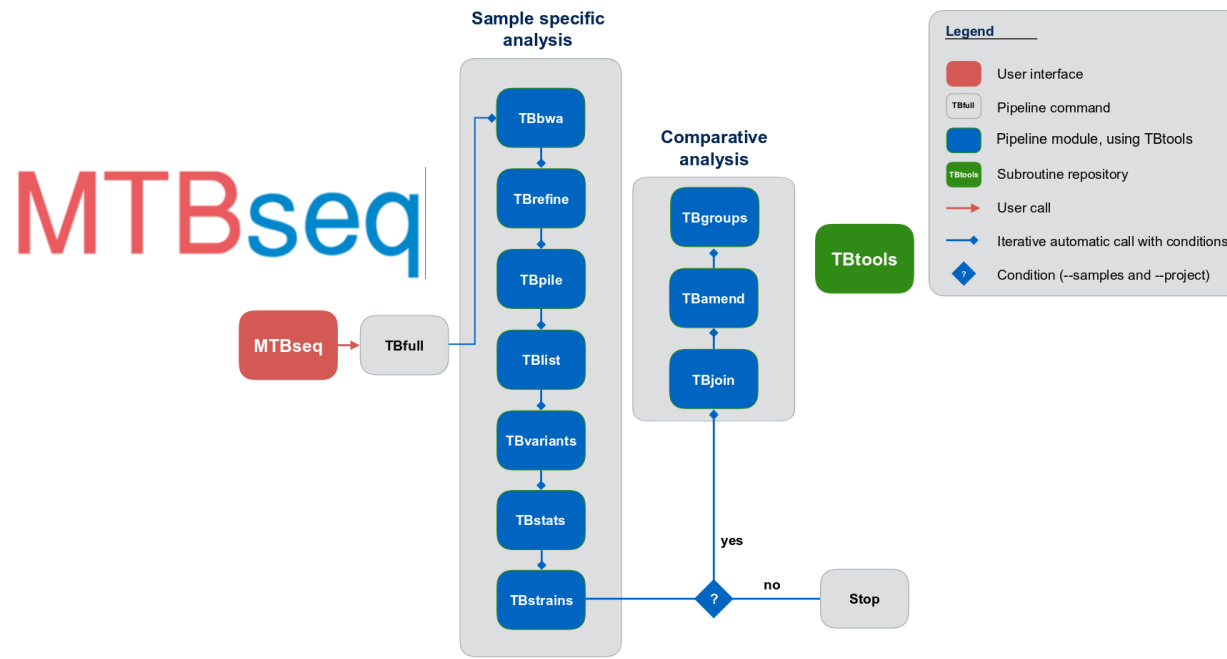 Sample specific
analysis
TBbwa
TBrefine
TBpile
TBlist
TBvariants
TBstats
TBstrains
MTBseq
MTBseq
TBfull
Comparative
analysis
TBgroups
TBamend
TBjoin
yes
?
no
Stop
TBtools
Legend
User interface
TBfull
Pipeline command
Pipeline module, using TBtools
TBtools
Subroutine repository
User call
Iterative automatic call with conditions
?
Condition (--samples and --project)